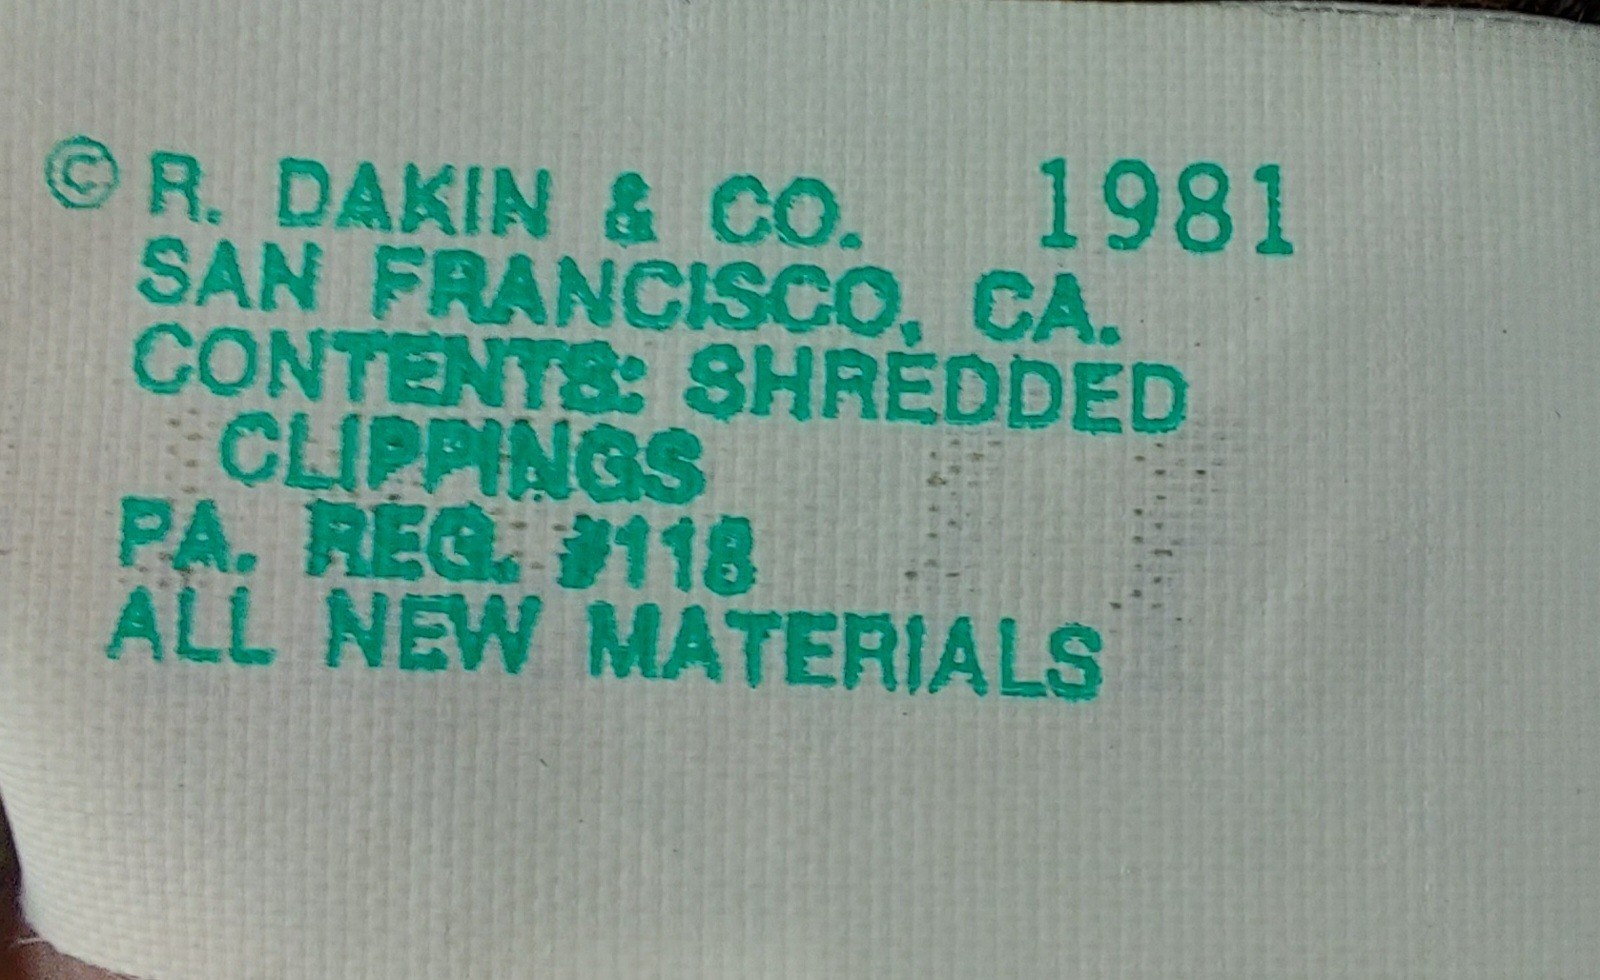 © R. DAKIN & CO. 1981
SAN FRANCISCO, CA.
CONTENTS: SHREDDED
CLIPPINGS
PA. REG. #118
ALL NEW MATERIALS